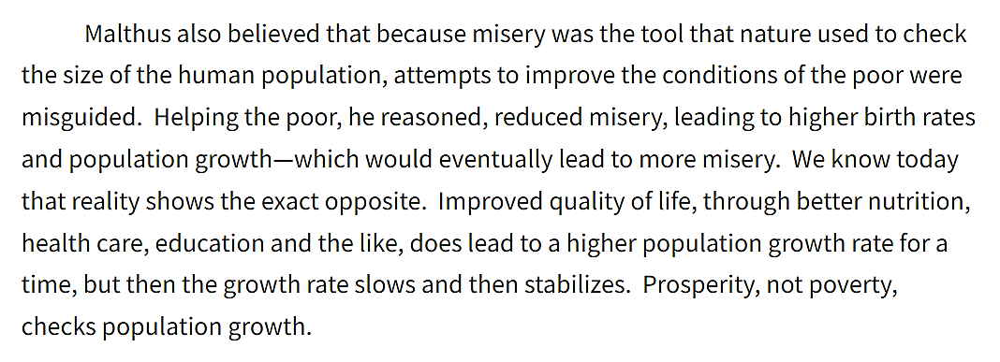 Malthus also believed that because misery was the tool that nature used to check
the size of the human population, attempts to improve the conditions of the poor were
misguided.  Helping the poor, he reasoned, reduced misery, leading to higher birth rates
and population growth—which would eventually lead to more misery.  We know today
that reality shows the exact opposite.  Improved quality of life, through better nutrition,
health care, education and the like, does lead to a higher population growth rate for a
time, but then the growth rate slows and then stabilizes.  Prosperity, not poverty,
checks population growth.